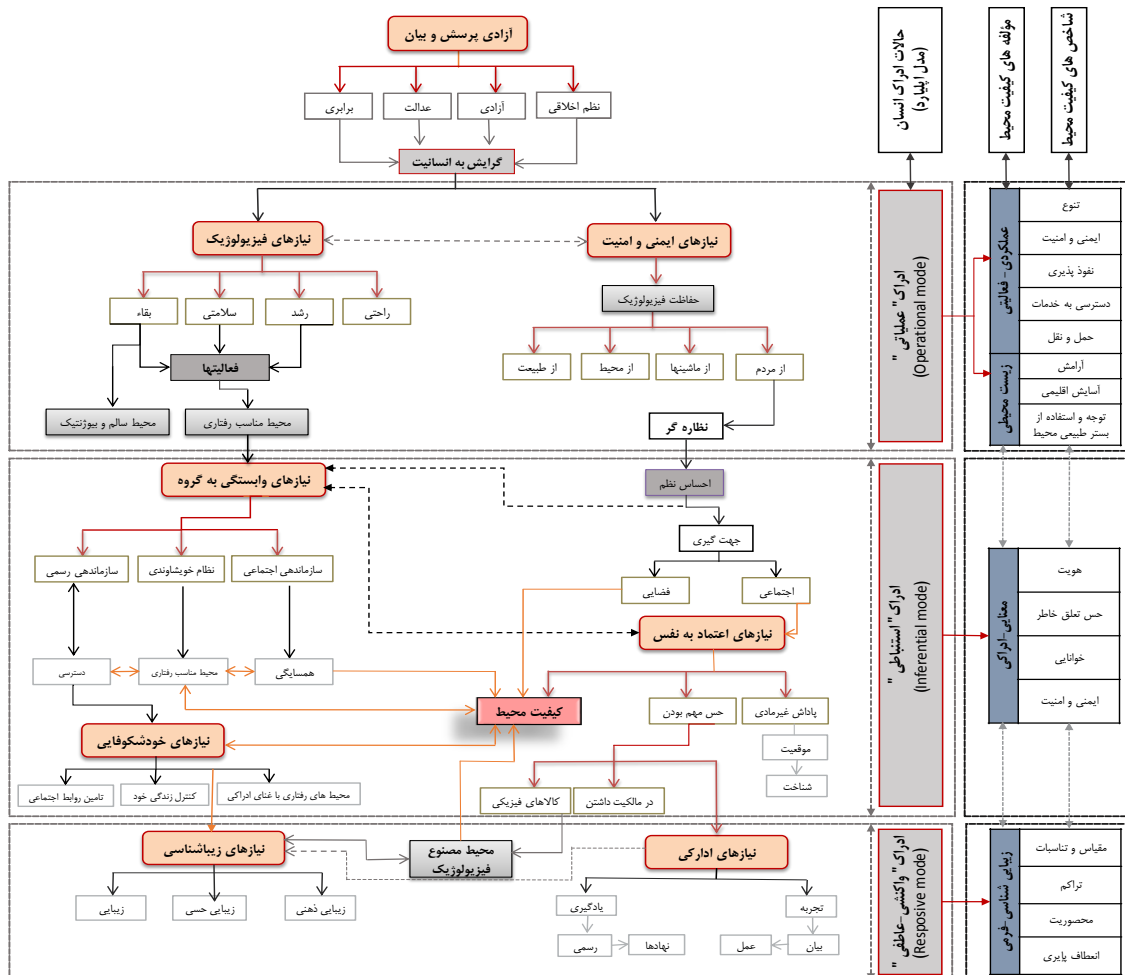 شاخص های کیفیت محیط
مؤلفه های کیفیت محیط
حالات ادراک انسان
(مدل اپلیارد)
آزادی پرسش و بیان
نظم اخلاقی
آزادی
عدالت
برابری
گرایش به انسانیت
نیازهای ایمنی و امنیت
نیازهای فیزیولوژیک
حفاظت فیزیولوژیک
راحتی
رشد
سلامتی
بقاء
از مردم
از ماشینها
از محیط
از طبیعت
فعالیتها
نظاره گر
محیط مناسب رفتاری
محیط سالم و بیوژنتیک
ادراک" عملیاتی "
(Operational mode)
عملکردی - فعالیتی
تنوع
ایمنی و امنیت
نفوذ پذیری
دسترسی به خدمات
حمل و نقل
زیست محیطی
آرامش
آسایش اقلیمی
توجه و استفاده از
بستر طبیعی محیط
نیازهای وابستگی به گروه
احساس نظم
جهت گیری
سازماندهی اجتماعی
نظام خویشاوندی
سازماندهی رسمی
اجتماعی
فضایی
نیازهای اعتماد به نفس
همسایگی
محیط مناسب رفتاری
دسترسی
کیفیت محیط
پاداش غیرمادی
حس مهم بودن
موقعیت
شناخت
نیازهای خودشکوفایی
محیط های رفتاری با غنای ادراکی
کنترل زندگی خود
تامین روابط اجتماعی
در مالکیت داشتن
کالاهای فیزیکی
ادراک" استنباطی "
(Inferential mode)
معنایی-ادراکی
هویت
حس تعلق خاطر
خوانایی
ایمنی و امنیت
نیازهای ادارکی
محیط مصنوع
فیزیولوژیک
نیازهای زیباشناسی
تجربه
یادگیری
بیان
عمل
نهادها
رسمی
زیبایی ذهنی
زیبایی حسی
زیبایی
ادراک "واکنشی-عاطفی "
(Resposive mode)
زیبایی شناسی-فرمی
مقیاس و تناسبات
تراکم
محصوریت
انعطاف پایری